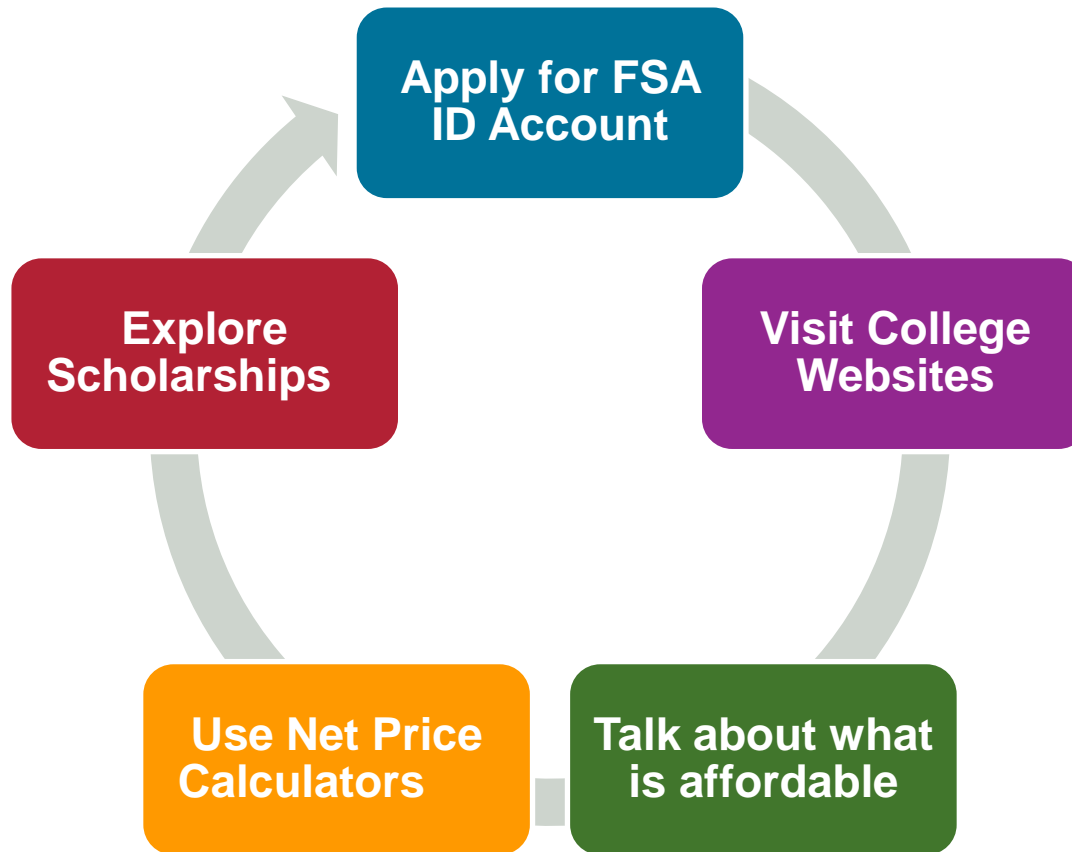 Apply for FSA
ID Account
Visit College
Websites
Talk about what
is affordable
Use Net Price
Calculators
Explore
Scholarships